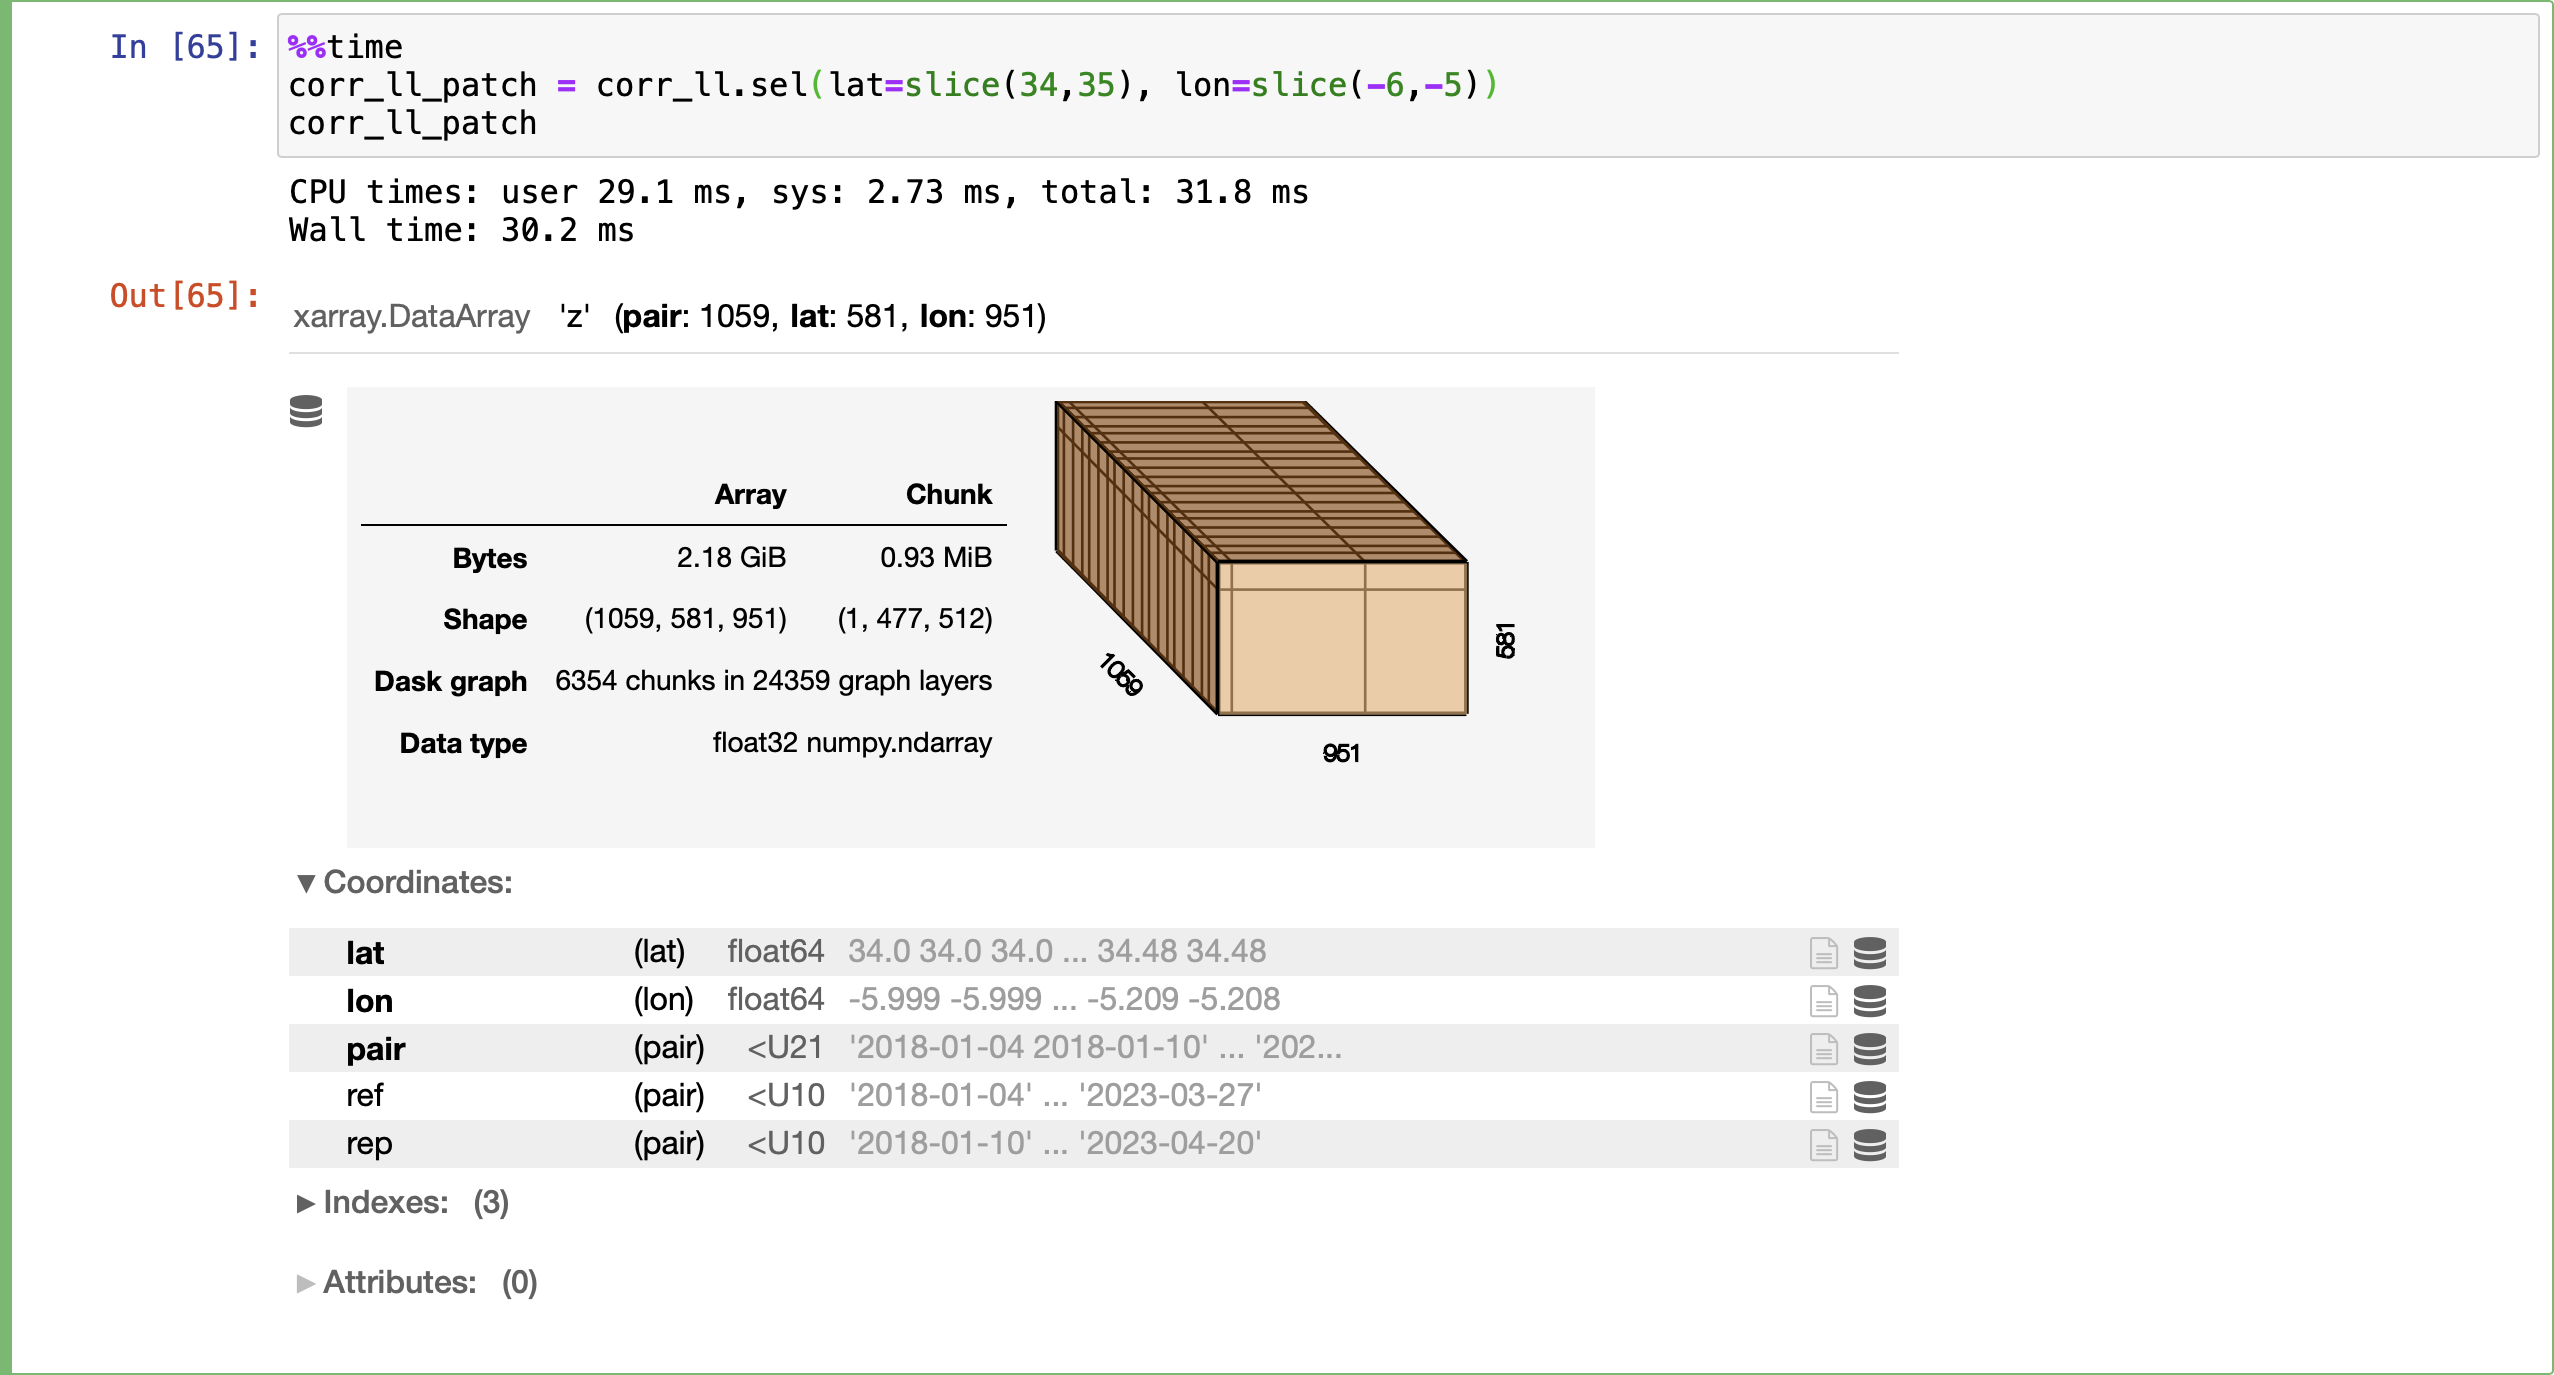 In [65]:
%%time
corr_ll_patch = corr_ll.sel(lat=slice(34,35), lon=slice(-6,-5))
corr_ll_patch
CPU times: user 29.1 ms, sys: 2.73 ms, total: 31.8 ms
Wall time: 30.2 ms
Out[65]:
xarray.DataArray 'z' (pair: 1059, lat: 581, lon: 951)
Array Chunk
Bytes 2.18 GiB 0.93 MiB
Shape (1059, 581, 951) (1, 477, 512)
Dask graph 6354 chunks in 24359 graph layers
Data type float32 numpy.ndarray
1059
581
951
▼ Coordinates:
lat (lat) float64 34.0 34.0 34.0 ... 34.48 34.48
lon (lon) float64 -5.999 -5.999 ... -5.209 -5.208
pair (pair) <U21 '2018-01-04 2018-01-10' ... '202...
ref (pair) <U10 '2018-01-04' ... '2023-03-27'
rep (pair) <U10 '2018-01-10' ... '2023-04-20'
► Indexes: (3)
► Attributes: (0)